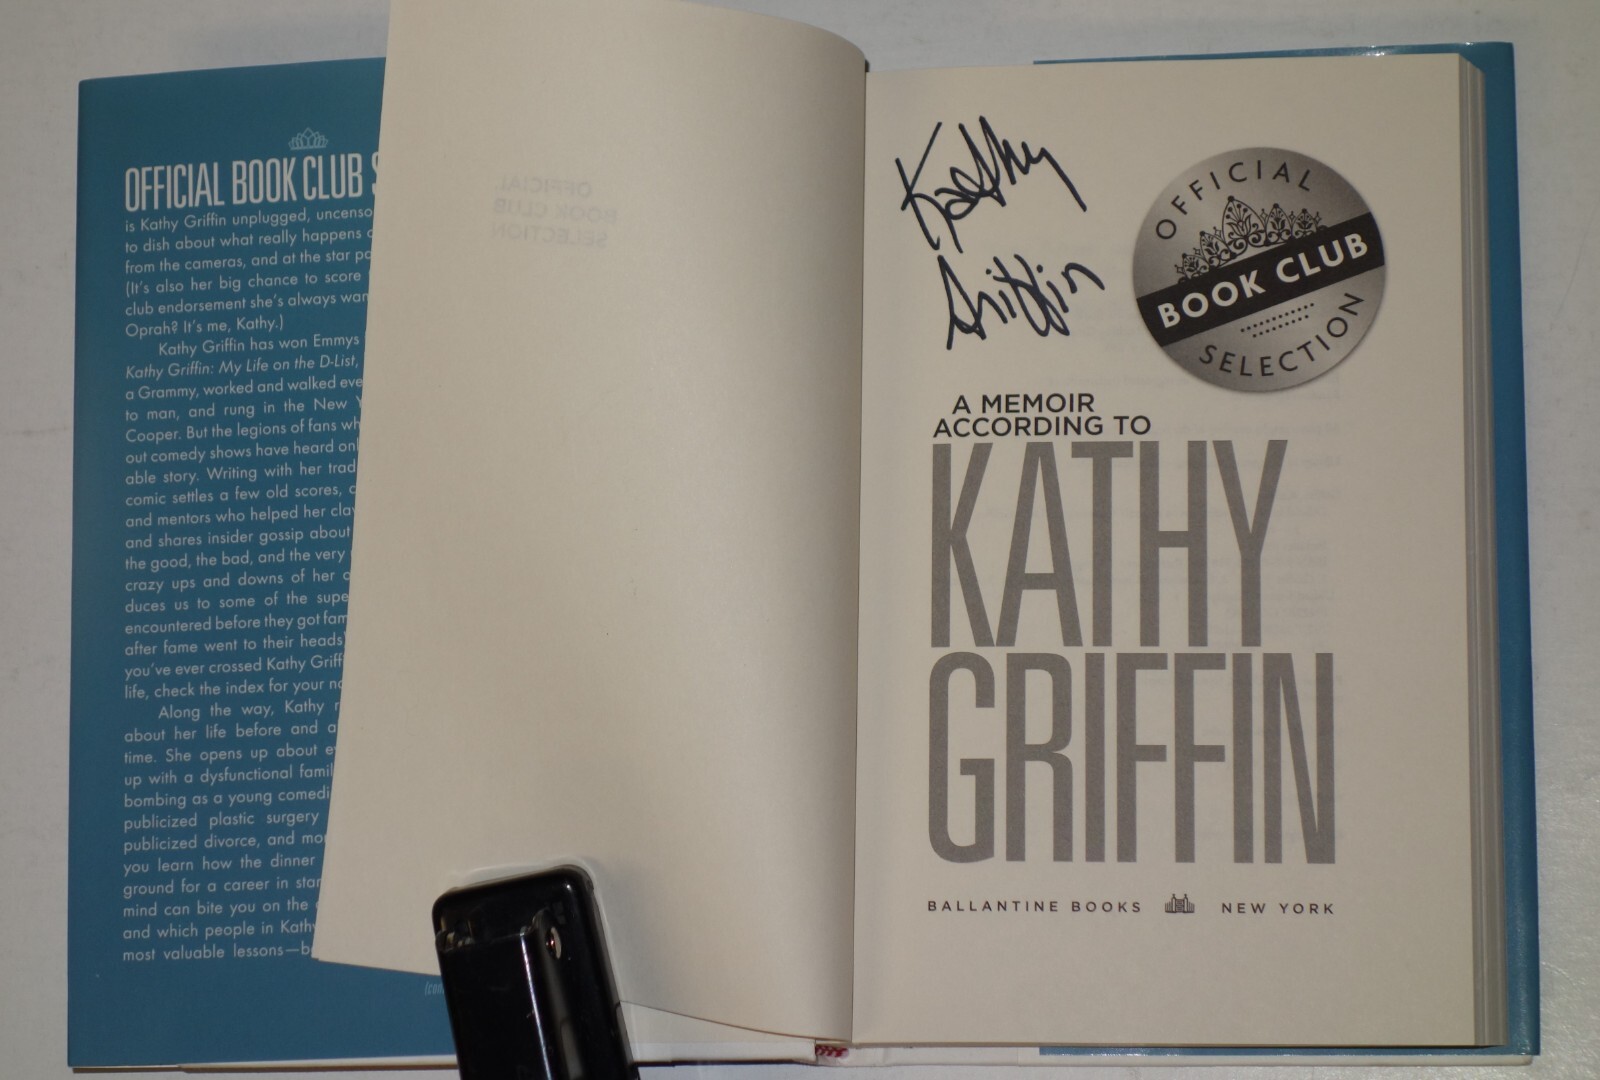 OFFICIAL BOOK CLUB
is Kathy Griffin unplugged, uncenso
to dish about what really happens
from the cameras, and at the star pa
(It's also her big chance to score
club endorsement she's always wan
Oprah? It's me, Kathy.)
Kathy Griffin has won Emmys
Kathy Griffin: My Life on the D-List,
a Grammy, worked and walked eve
to man, and rung in the New Y
Cooper. But the legions of fans wh
out comedy shows have heard onl
able story. Writing with her trad
comic settles a few old scores, c
and mentors who helped her cla
and shares insider gossip about
the good, the bad, and the very
crazy ups and downs of her c
duces us to some of the supe
encountered before they got fam
after fame went to their heads)
you've ever crossed Kathy Griff
life, check the index for your na
Along the way, Kathy r
about her life before and a
time. She opens up about e
up with a dysfunctional famil
bombing as a young comedi
publicized plastic surgery
publicized divorce, and mo
you learn how the dinner
ground for a career in stan
mind can bite you on the
and which people in Kathy
most valuable lessons—b
(con
OFFICIAL
BOOK CLUB
SELECTION
Kathy
Griffin
OFFICIAL
BOOK CLUB
SELECTION
A MEMOIR
ACCORDING TO
KATHY
GRIFFIN
BALLANTINE BOOKS NEW YORK